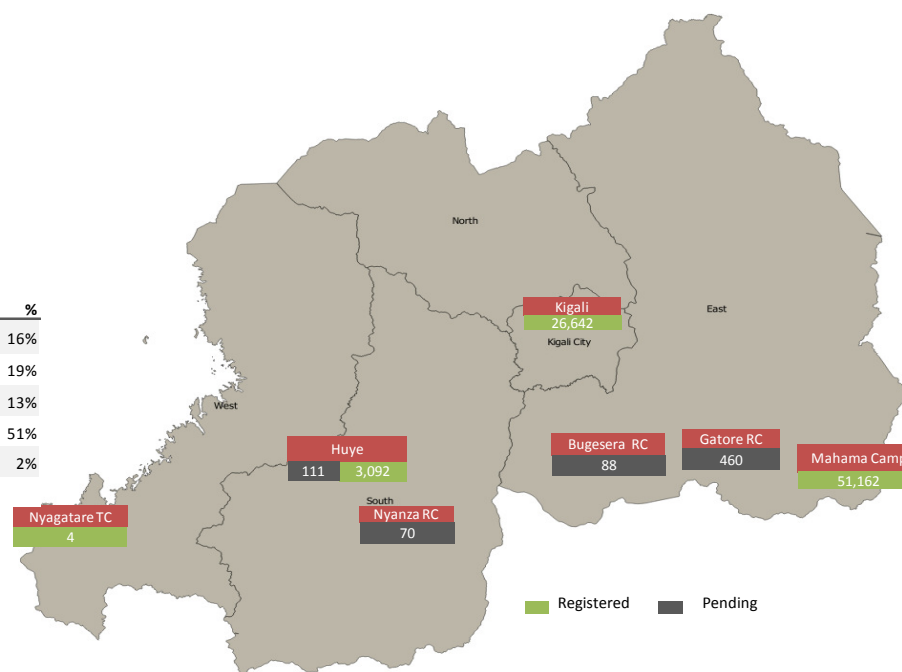 %
16%
19%
13%
51%
2%
North
Kigali
26,642
Kigali City
East
West
Huye
111 3,092
South
Nyanza RC
70
Bugesera RC
88
Gatore RC
460
Mahama Camp
51,162
Nyagatare TC
4
Registered
Pending